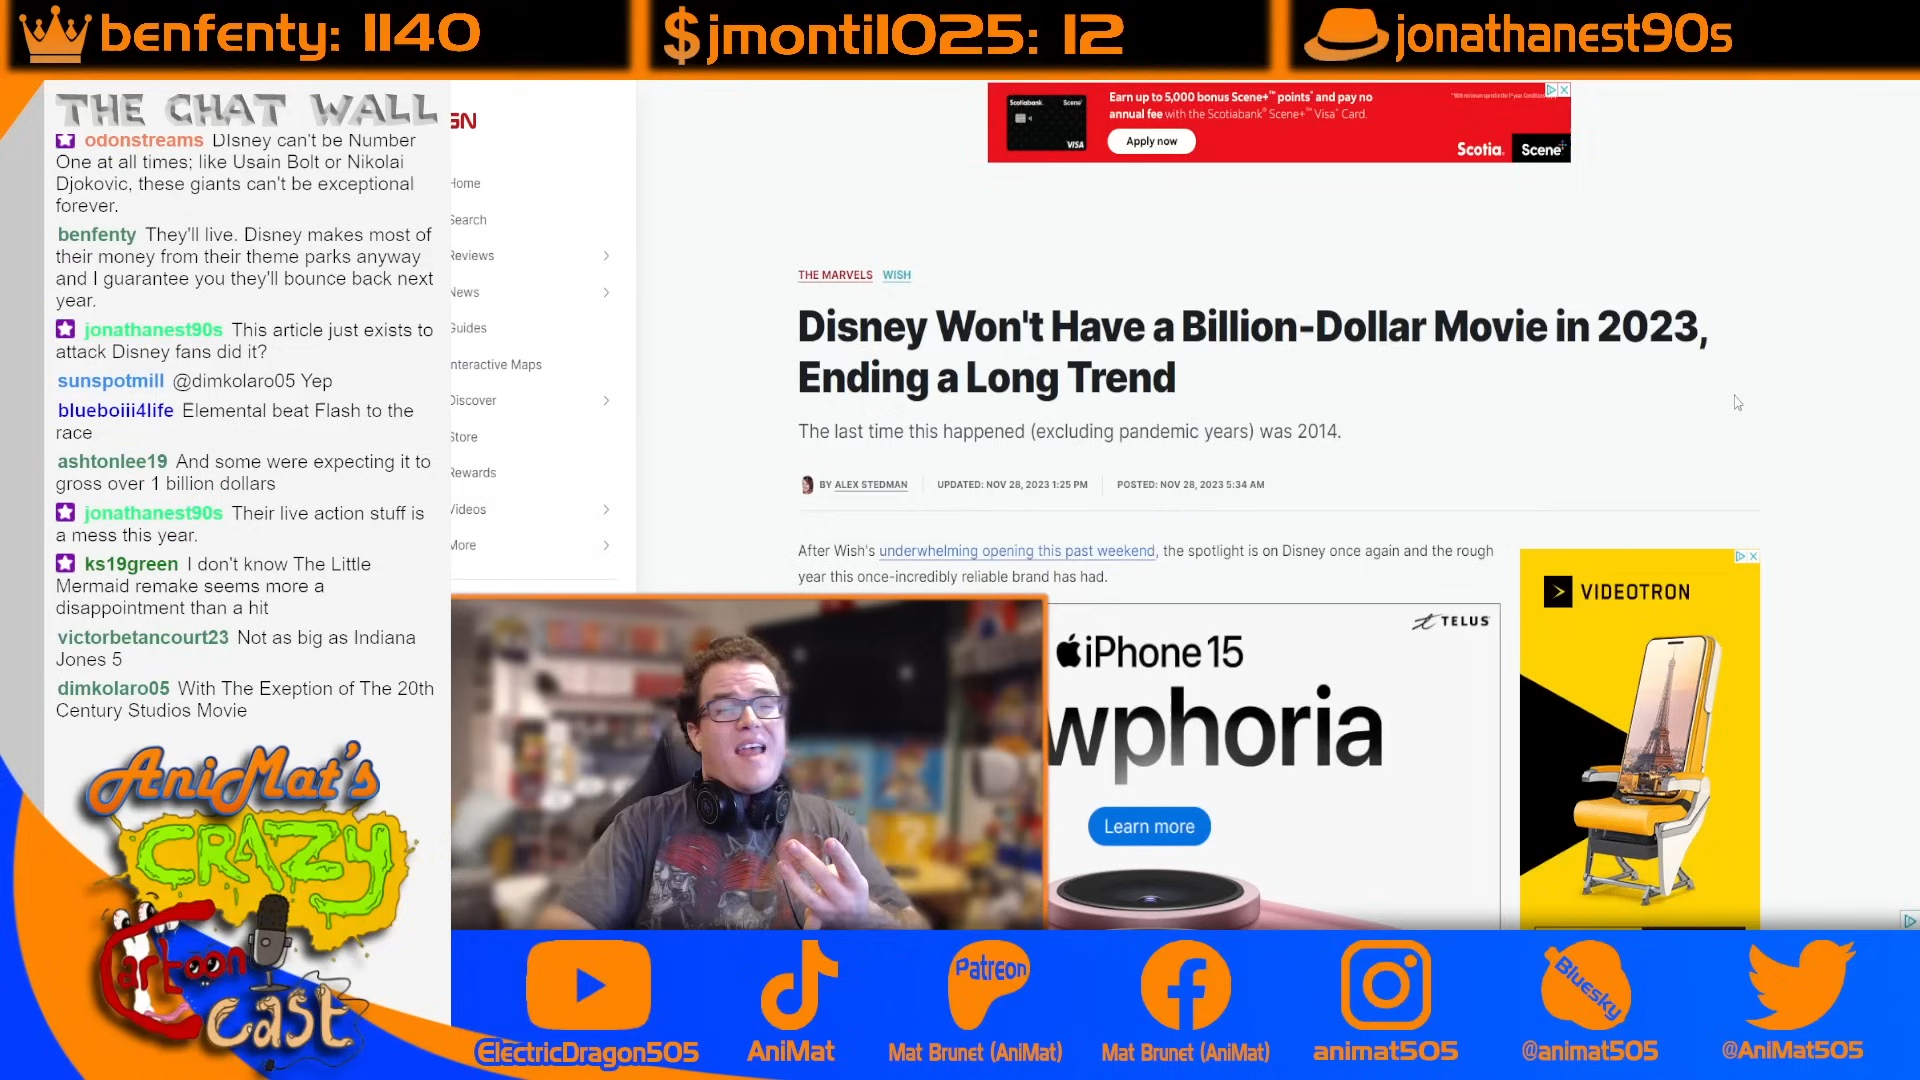 benfenty: 1140
$jmonti1025: 12
jonathanest90s
THE CHAT WALL
odonstreams DIsney can't be Number
One at all times; like Usain Bolt or Nikolai
Djokovic, these giants can't be exceptional
forever.
benfenty They'll live. Disney makes most of
their money from their theme parks anyway
and I guarantee you they'll bounce back next
year.
jonathanest90s This article just exists to
attack Disney fans did it?
sunspotmill @dimkolaro05 Yep
blueboiii4life Elemental beat Flash to the
race
ashtonlee19 And some were expecting it to
gross over 1 billion dollars
jonathanest90s Their live action stuff is
a mess this year.
ks19green I don't know The Little
Mermaid remake seems more a
disappointment than a hit
victorbetancourt23 Not as big as Indiana
Jones 5
dimkolaro05 With The Exeption of The 20th
Century Studios Movie
AniMat's
CRAZY
Cartoon
cast
GN
Home
Search
Reviews
News
Guides
nteractive Maps
Discover
Store
Rewards
Videos
More
Scotiabank Scene+
VISA
Earn up to 5,000 bonus Scene+™ points* and pay no
annual fee with the Scotiabank® Scene+™ Visa* Card.
Apply now
Scotia. Scene+
THE MARVELS WISH
Disney Won't Have a Billion-Dollar Movie in 2023,
Ending a Long Trend
The last time this happened (excluding pandemic years) was 2014.
BY ALEX STEDMAN UPDATED: NOV 28, 2023 1:25 PM POSTED: NOV 28, 2023 5:34 AM
After Wish's underwhelming opening this past weekend, the spotlight is on Disney once again and the rough
year this once-incredibly reliable brand has had.
TELUS
iPhone 15
wphoria
Learn more
VIDEOTRON
Patreon
Bluesky
ElectricDragon505
AniMat
Mat Brunet (AniMat)
Mat Brunet (AniMat)
animat505
@animat505
@AniMat505